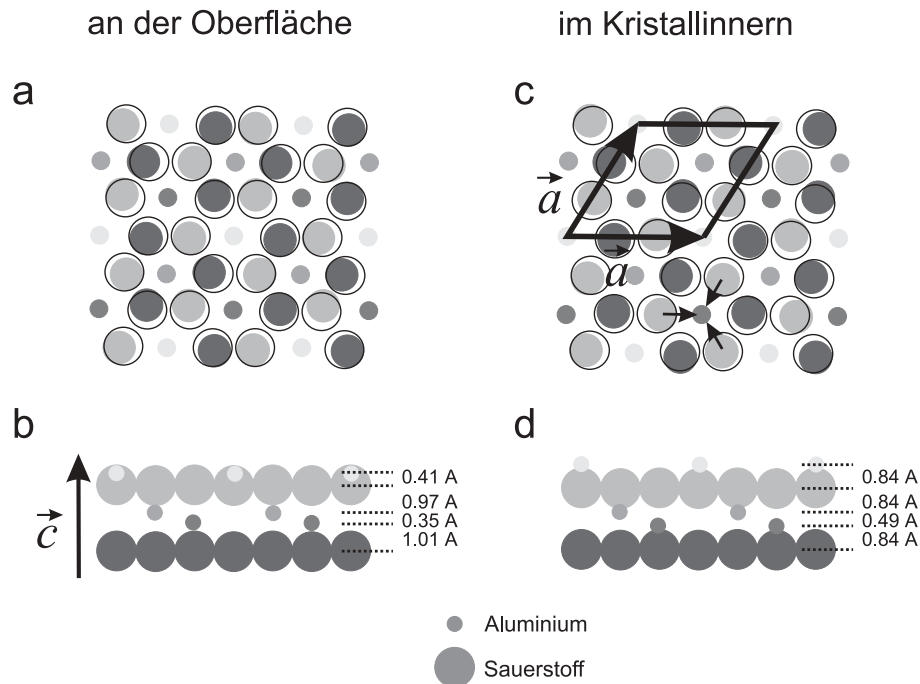 an der Oberfläche
im Kristallinnern
a
c
a
a
b
d
c
0.41 A
0.97 A
0.35 A
1.01 A
0.84 A
0.84 A
0.49 A
0.84 A
Aluminium
Sauerstoff